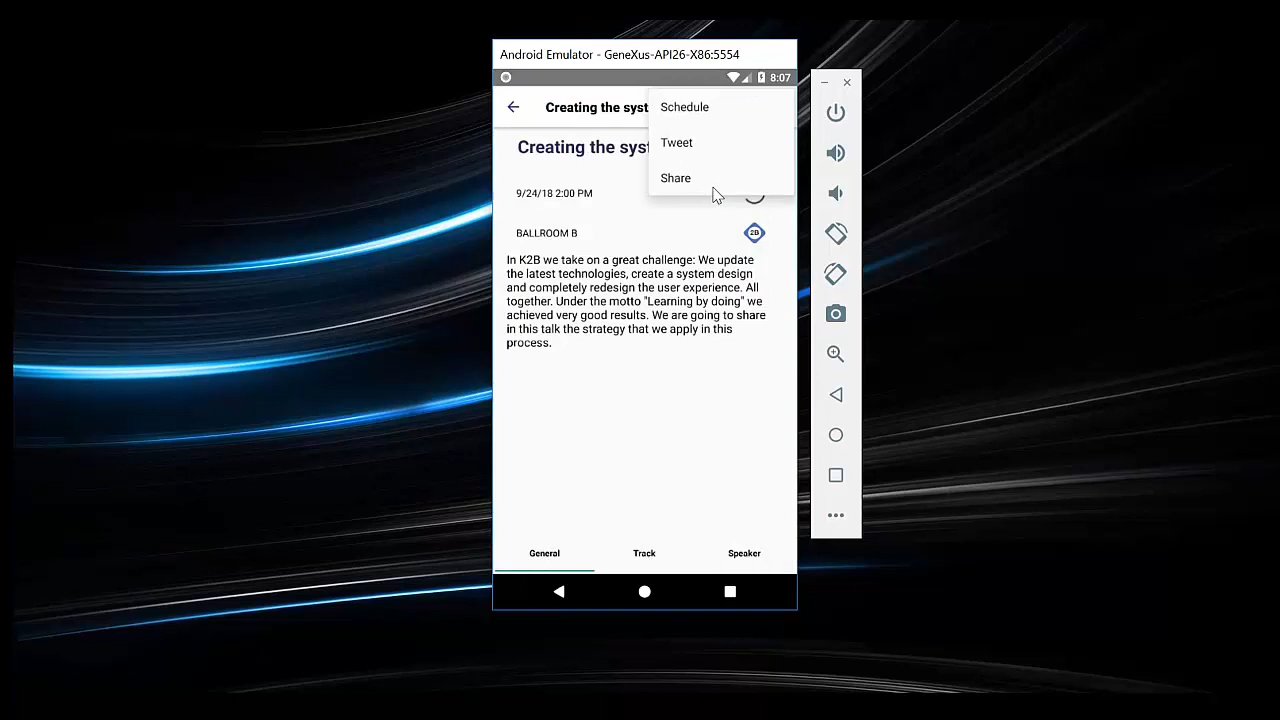 Android Emulator - GeneXus-API26-X86:5554
8:07
Creating the syst
Schedule
Tweet
Share
Creating the syst
9/24/18 2:00 PM
BALLROOM B
2B
In K2B we take on a great challenge: We update
the latest technologies, create a system design
and completely redesign the user experience. All
together. Under the motto "Learning by doing" we
achieved very good results. We are going to share
in this talk the strategy that we apply in this
process.
General
Track
Speaker